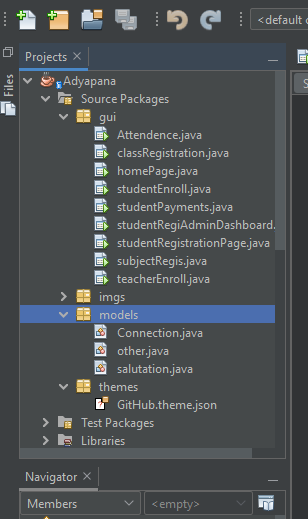 <default c
Files
Projects
Adyapana
Source Packages
gui
Attendence.java
classRegistration.java
homePage.java
studentEnroll.java
studentPayments.java
studentRegiAdminDashboard.
studentRegistrationPage.java
subjectRegis.java
teacherEnroll.java
imgs
models
Connection.java
other.java
salutation.java
themes
GitHub.theme.json
Test Packages
Libraries
Navigator
Members
<empty>